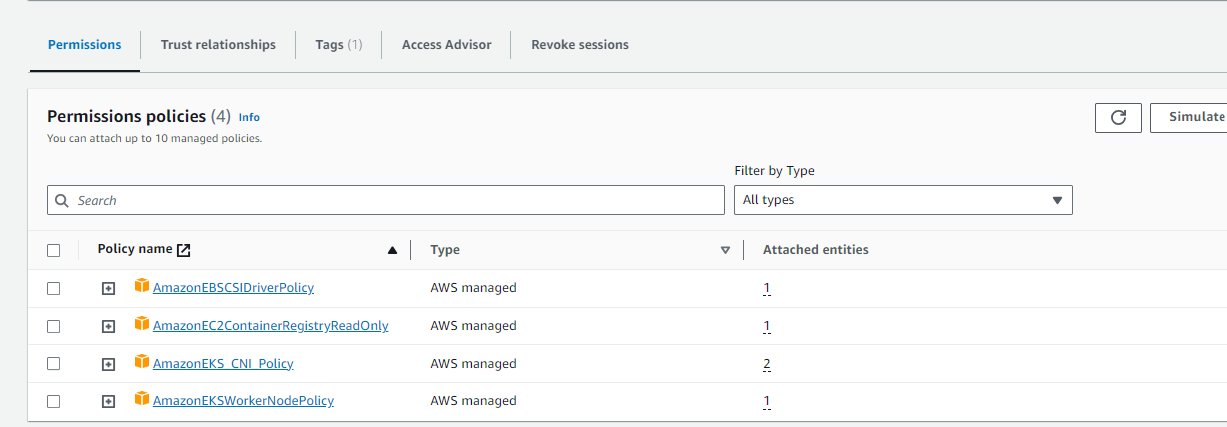 Permissions Trust relationships Tags (1) Access Advisor Revoke sessions
Permissions policies (4) Info
You can attach up to 10 managed policies.
Simulate
Filter by Type
Search All types
Policy name Type Attached entities
AmazonEBSCSIDriverPolicy AWS managed 1
AmazonEC2ContainerRegistryReadOnly AWS managed 1
AmazonEKS_CNI_Policy AWS managed 2
AmazonEKSWorkerNodePolicy AWS managed 1